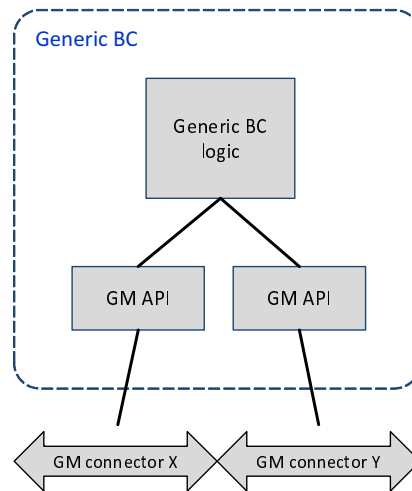 Generic BC
Generic BC
logic
GM API
GM API
GM connector X
GM connector Y